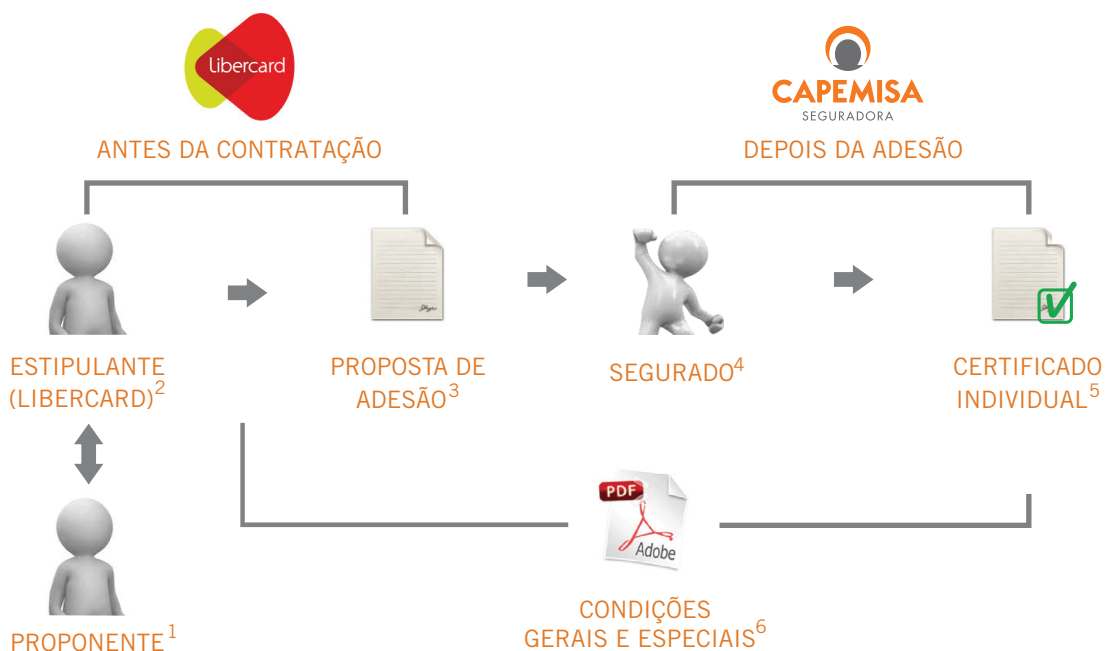 Libercard
CAPEMISA
SEGURADORA
ANTES DA CONTRATAÇÃO
DEPOIS DA ADESÃO
ESTIPULANTE
(LIBERCARD)2
PROPOSTA DE
ADESÃO3
SEGURADO4
CERTIFICADO
INDIVIDUAL5
PDF
Adobe
PROPONENTE1
CONDIÇÕES
GERAIS E ESPECIAIS6